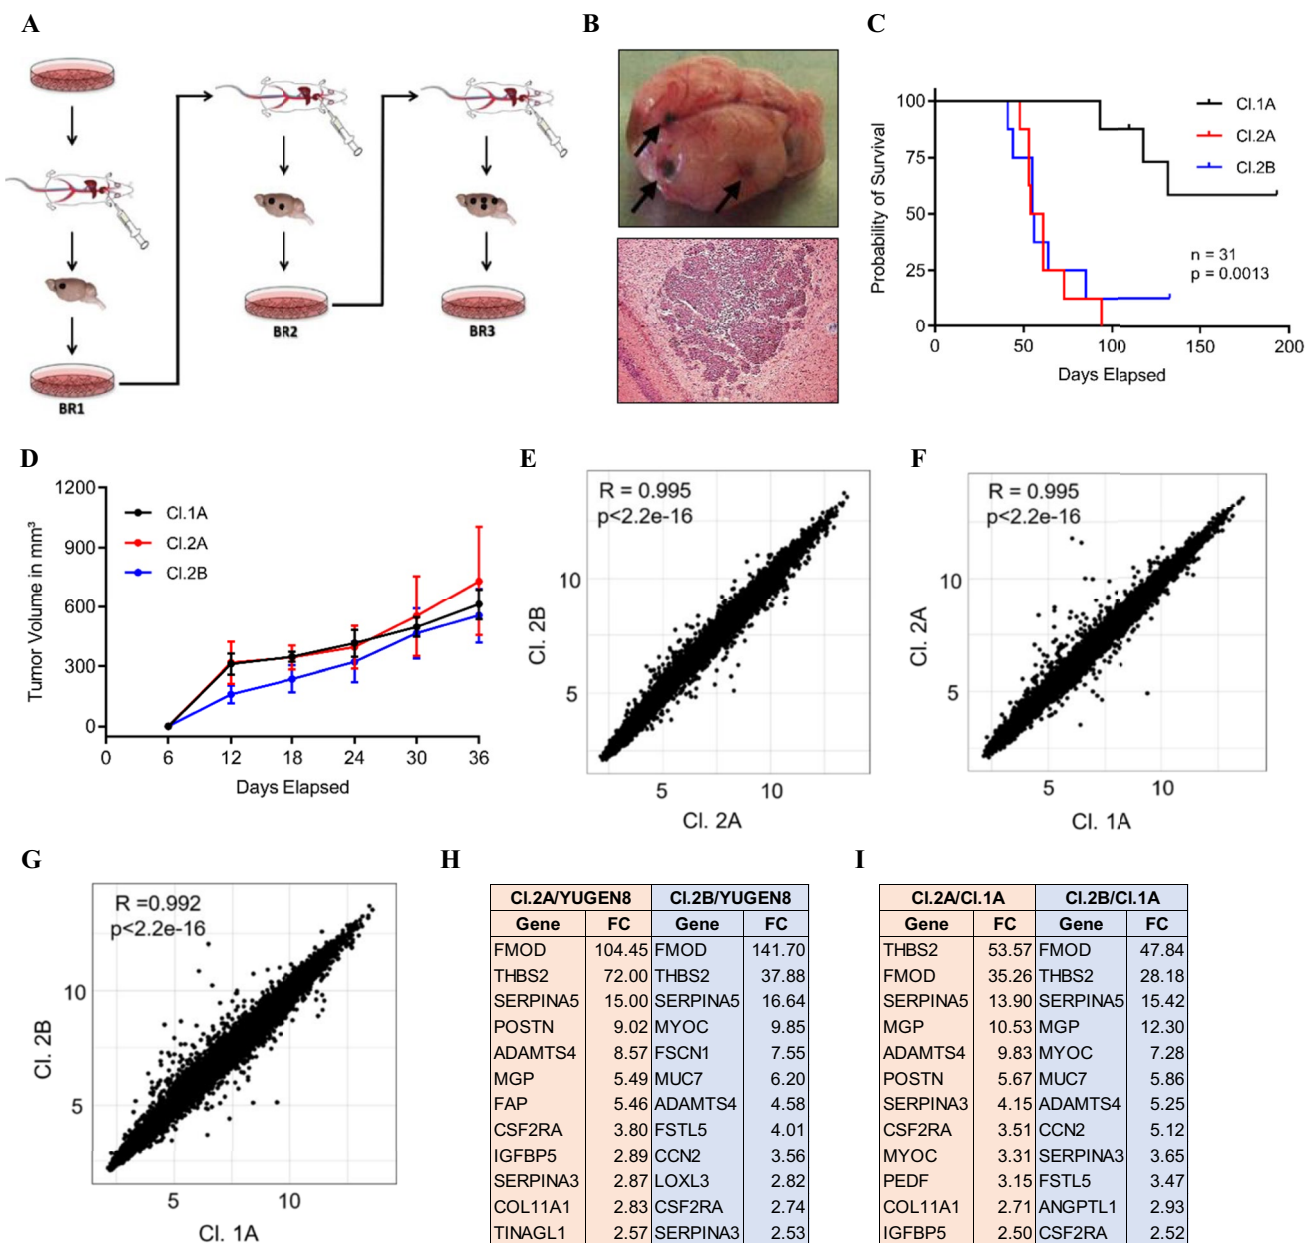 A
BR1
BR2
BR3
B
C
Probability of Survival
100
75
50
25
0
0 50 100 150 200
Days Elapsed
Cl.1A
Cl.2A
Cl.2B
n = 31
p = 0.0013
D
Tumor Volume in mm³
1200
900
600
300
0
0 6 12 18 24 30 36
Days Elapsed
Cl.1A
Cl.2A
Cl.2B
E
R = 0.995
p<2.2e-16
Cl. 2B
10
5
5 10
Cl. 2A
F
R = 0.995
p<2.2e-16
Cl. 2A
10
5
5 10
Cl. 1A
G
R =0.992
p<2.2e-16
Cl. 2B
10
5
5 10
Cl. 1A
H
Cl.2A/YUGEN8 Cl.2B/YUGEN8
Gene FC Gene FC
FMOD 104.45 FMOD 141.70
THBS2 72.00 THBS2 37.88
SERPINA5 15.00 SERPINA5 16.64
POSTN 9.02 MYOC 9.85
ADAMTS4 8.57 FSCN1 7.55
MGP 5.49 MUC7 6.20
FAP 5.46 ADAMTS4 4.58
CSF2RA 3.80 FSTL5 4.01
IGFBP5 2.89 CCN2 3.56
SERPINA3 2.87 LOXL3 2.82
COL11A1 2.83 CSF2RA 2.74
TINAGL1 2.57 SERPINA3 2.53
I
Cl.2A/Cl.1A Cl.2B/Cl.1A
Gene FC Gene FC
THBS2 53.57 FMOD 47.84
FMOD 35.26 THBS2 28.18
SERPINA5 13.90 SERPINA5 15.42
MGP 10.53 MGP 12.30
ADAMTS4 9.83 MYOC 7.28
POSTN 5.67 MUC7 5.86
SERPINA3 4.15 ADAMTS4 5.25
CSF2RA 3.51 CCN2 5.12
MYOC 3.31 SERPINA3 3.65
PEDF 3.15 FSTL5 3.47
COL11A1 2.71 ANGPTL1 2.93
IGFBP5 2.50 CSF2RA 2.52